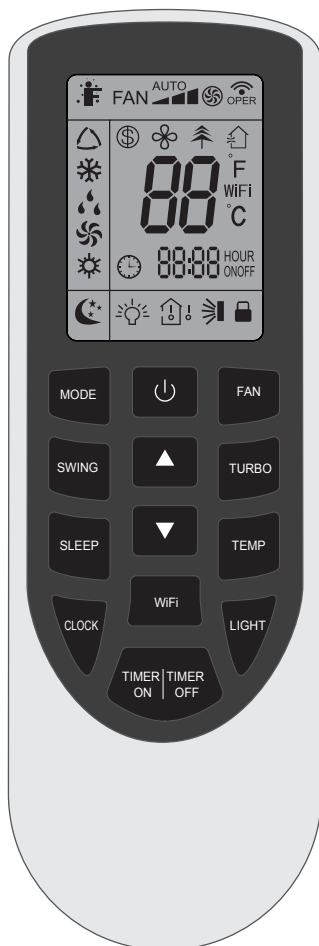 AUTO
FAN OPER
°F
88 WiFi
°C
88:88 HOUR
ONOFF
MODE FAN
SWING TURBO
SLEEP TEMP
WiFi
CLOCK LIGHT
TIMER TIMER
ON OFF